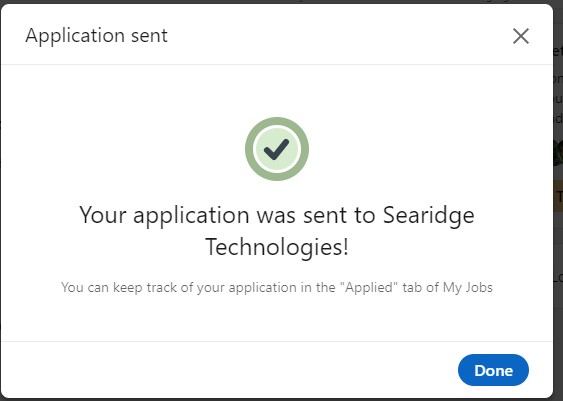 Application sent
Your application was sent to Searidge
Technologies!
You can keep track of your application in the "Applied" tab of My Jobs
Done